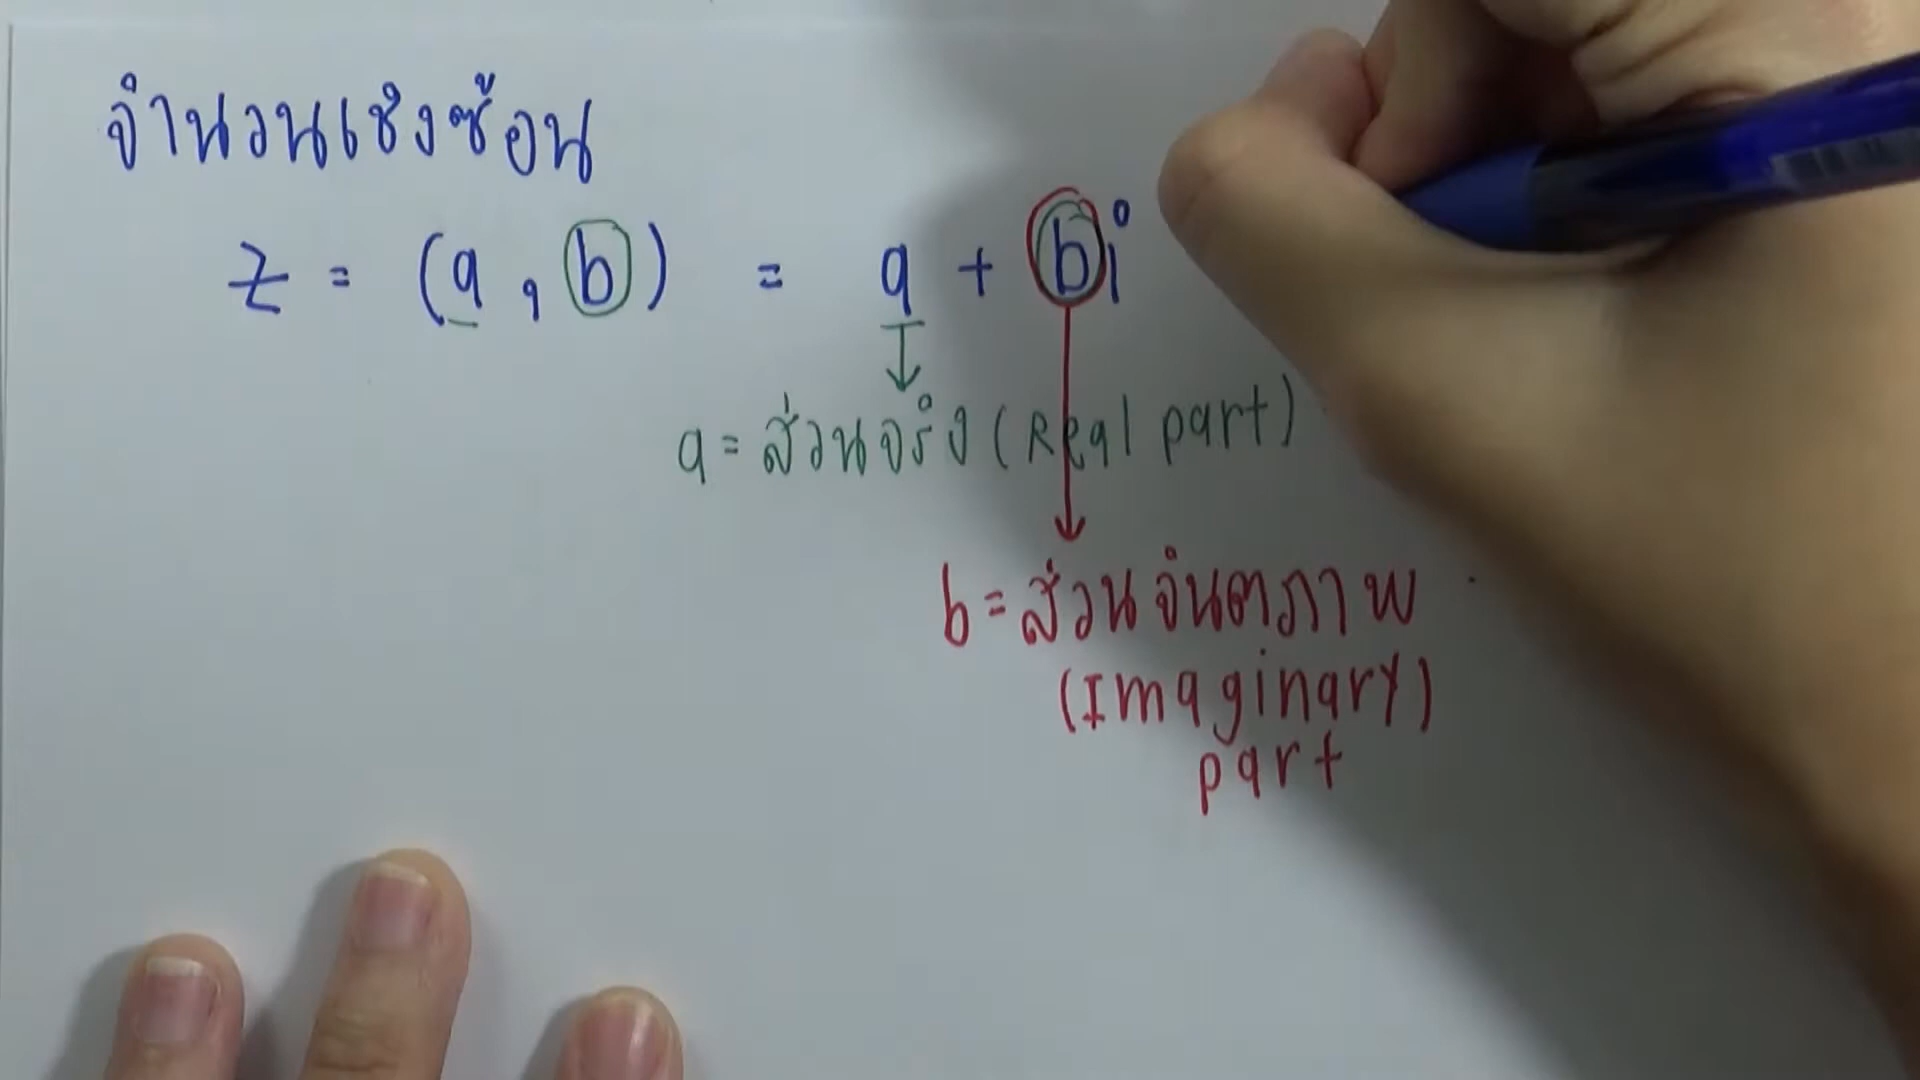 จำนวนเชิงซ้อน
z = (a, b) = a + bi
a = ส่วนจริง (Real part)
b = ส่วนจินตภาพ
(Imaginary)
part